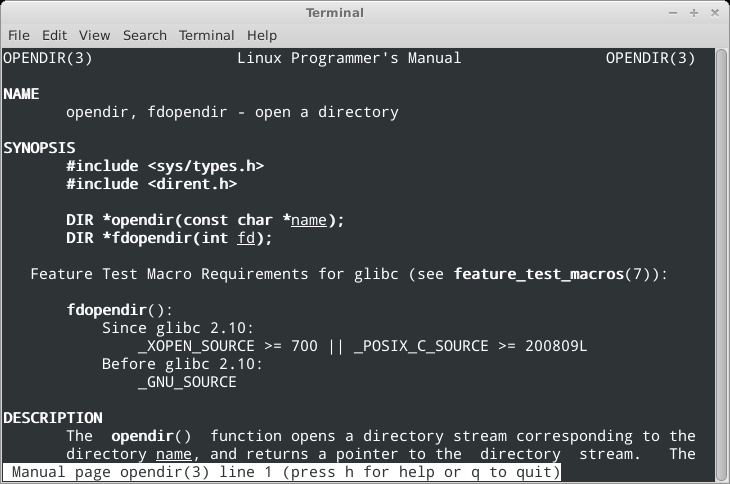 Terminal
File Edit View Search Terminal Help
OPENDIR(3) Linux Programmer's Manual OPENDIR(3)
NAME
opendir, fdopendir - open a directory
SYNOPSIS
#include <sys/types.h>
#include <dirent.h>
DIR *opendir(const char *name);
DIR *fdopendir(int fd);
Feature Test Macro Requirements for glibc (see feature_test_macros(7)):
fdopendir():
Since glibc 2.10:
_XOPEN_SOURCE >= 700 || _POSIX_C_SOURCE >= 200809L
Before glibc 2.10:
_GNU_SOURCE
DESCRIPTION
The opendir() function opens a directory stream corresponding to the
directory name, and returns a pointer to the directory stream. The
Manual page opendir(3) line 1 (press h for help or q to quit)